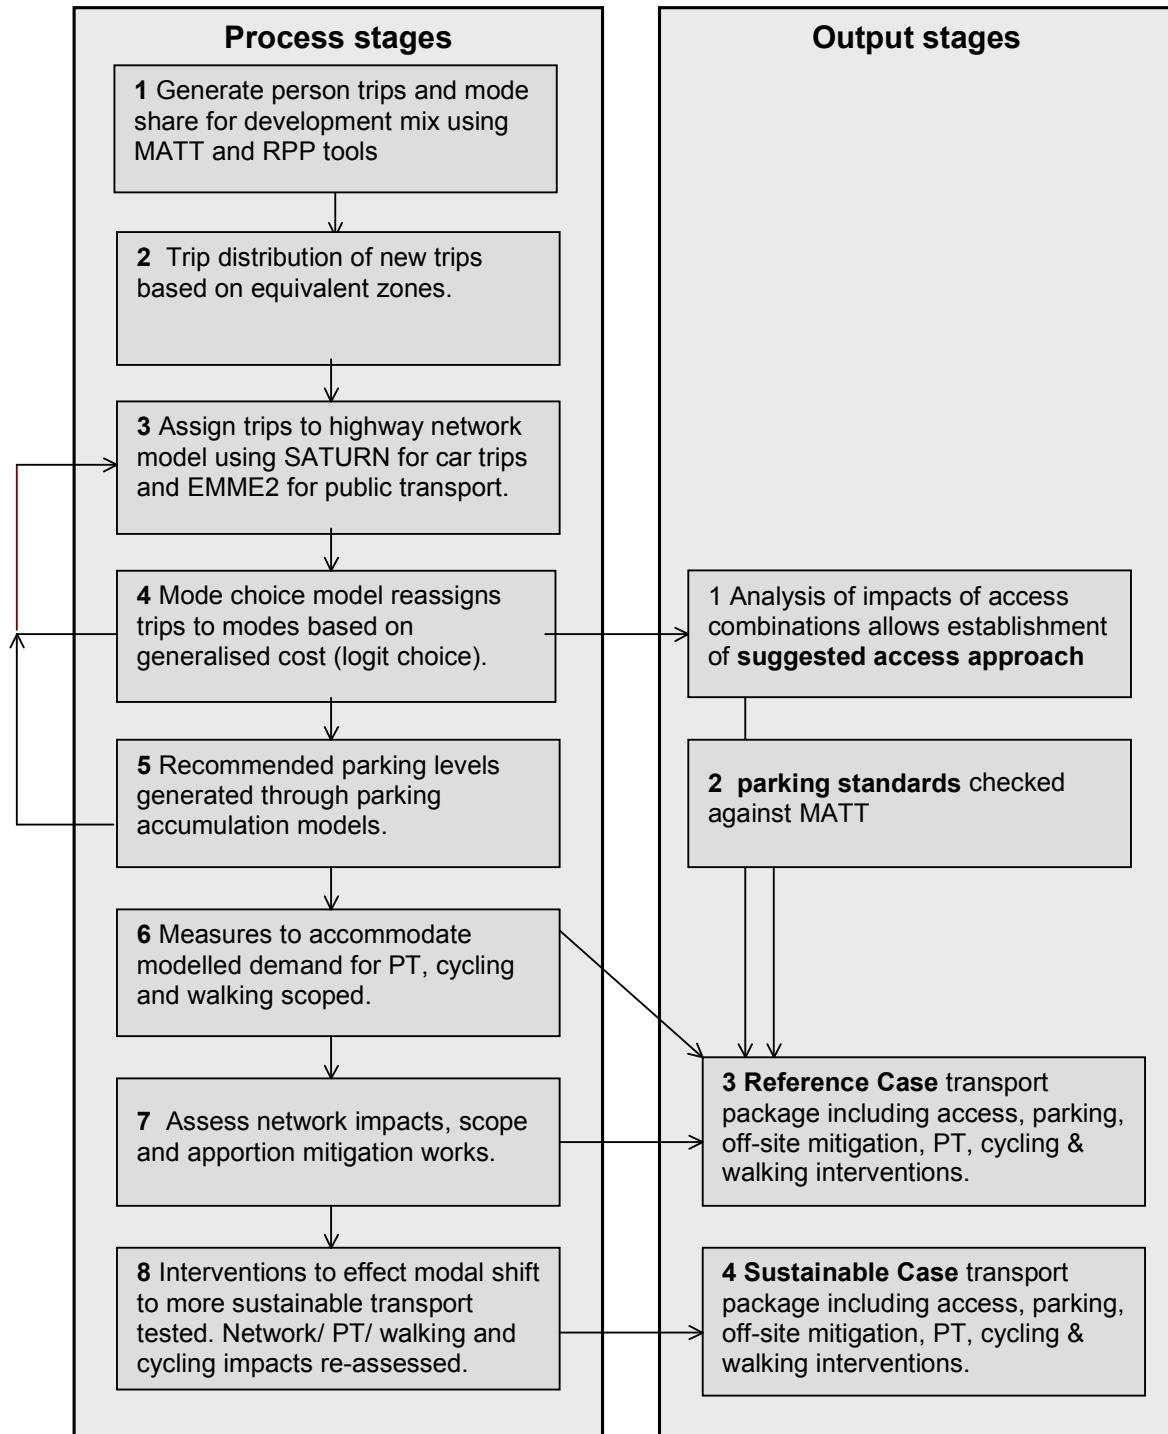 Process stages
1 Generate person trips and mode
share for development mix using
MATT and RPP tools
2 Trip distribution of new trips
based on equivalent zones.
3 Assign trips to highway network
model using SATURN for car trips
and EMME2 for public transport.
4 Mode choice model reassigns
trips to modes based on
generalised cost (logit choice).
5 Recommended parking levels
generated through parking
accumulation models.
6 Measures to accommodate
modelled demand for PT, cycling
and walking scoped.
7 Assess network impacts, scope
and apportion mitigation works.
8 Interventions to effect modal shift
to more sustainable transport
tested. Network/ PT/ walking and
cycling impacts re-assessed.
Output stages
1 Analysis of impacts of access
combinations allows establishment
of suggested access approach
2 parking standards checked
against MATT
3 Reference Case transport
package including access, parking,
off-site mitigation, PT, cycling &
walking interventions.
4 Sustainable Case transport
package including access, parking,
off-site mitigation, PT, cycling &
walking interventions.